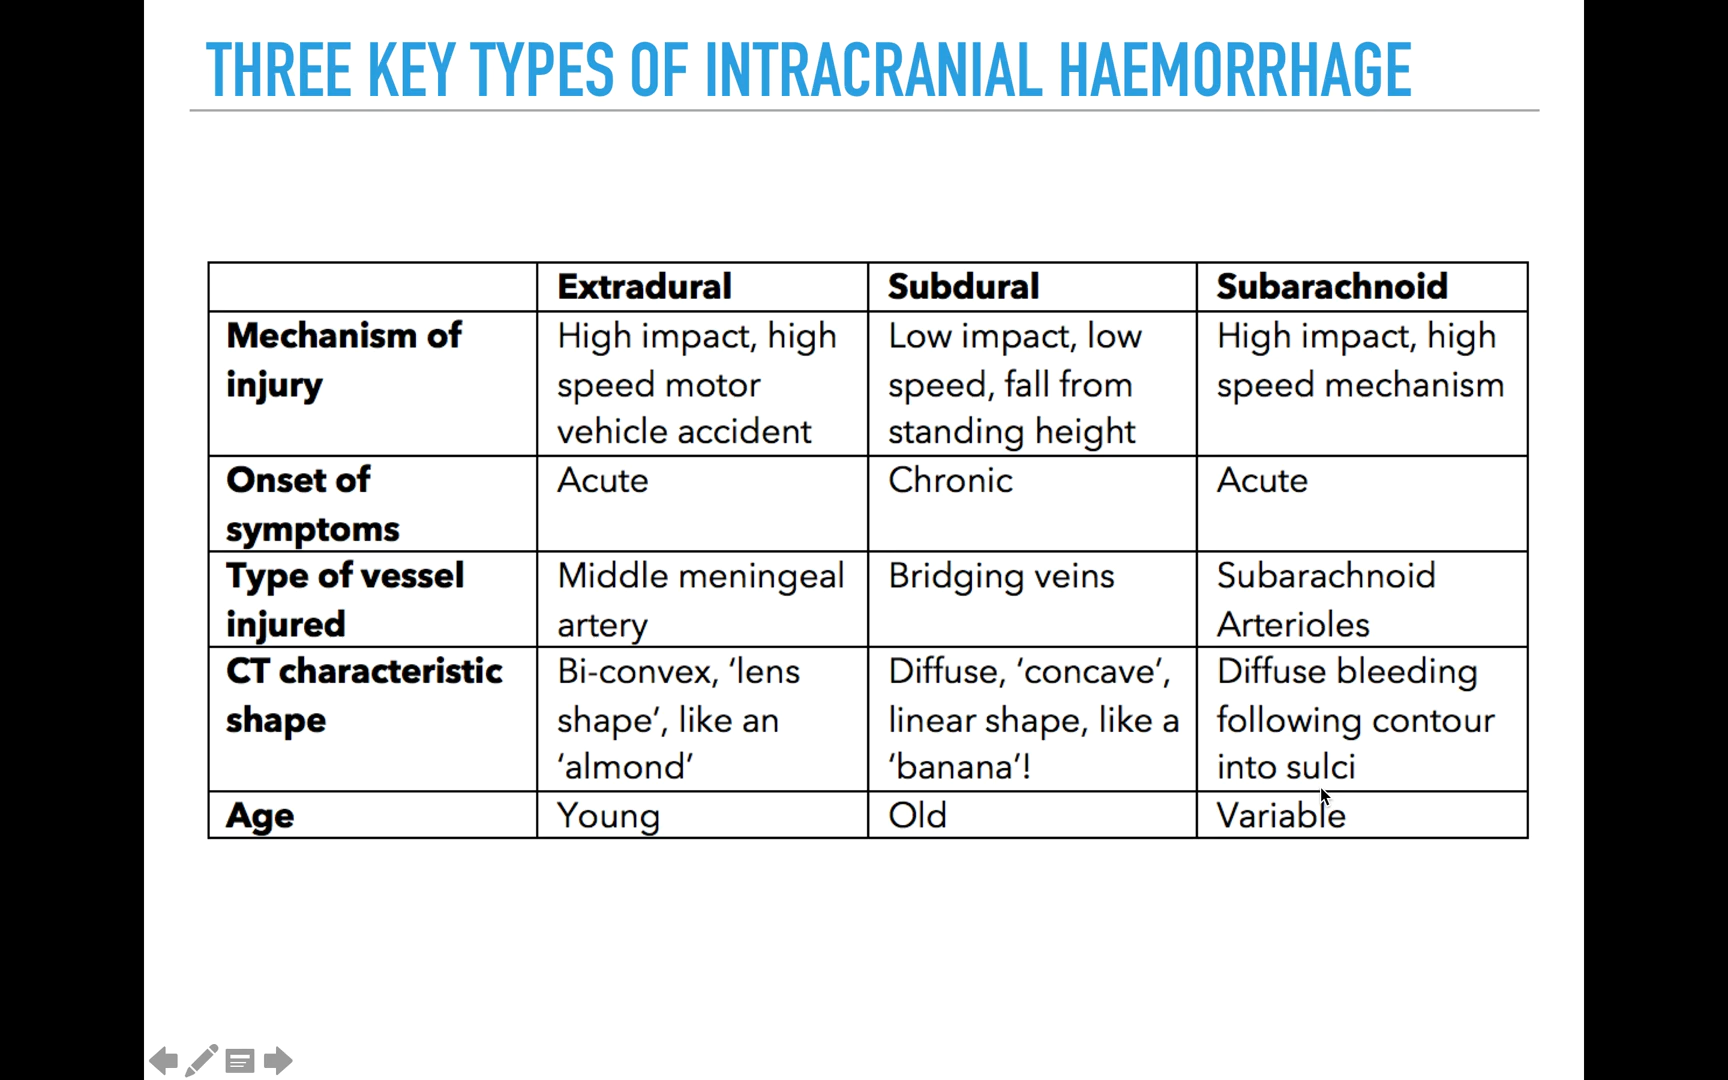 THREE KEY TYPES OF INTRACRANIAL HAEMORRHAGE
Extradural
Subdural
Subarachnoid
Mechanism of
injury
High impact, high
speed motor
vehicle accident
Low impact, low
speed, fall from
standing height
High impact, high
speed mechanism
Onset of
symptoms
Acute
Chronic
Acute
Type of vessel
injured
Middle meningeal
artery
Bridging veins
Subarachnoid
Arterioles
CT characteristic
shape
Bi-convex, ‘lens
shape’, like an
‘almond’
Diffuse, ‘concave’,
linear shape, like a
‘banana’!
Diffuse bleeding
following contour
into sulci
Age
Young
Old
Variable